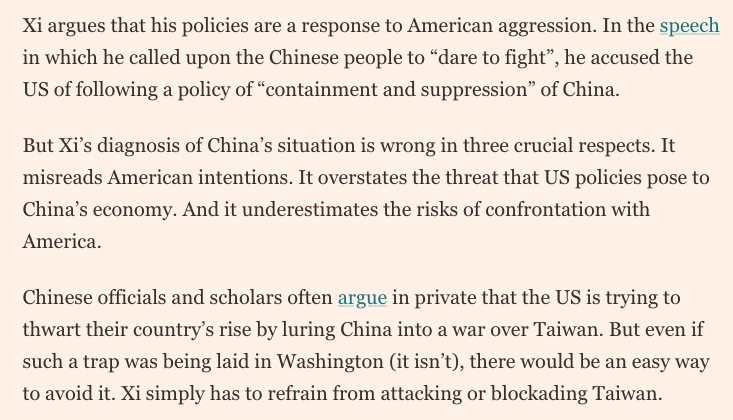 Xi argues that his policies are a response to American aggression. In the speech
in which he called upon the Chinese people to “dare to fight”, he accused the
US of following a policy of “containment and suppression” of China.
But Xi’s diagnosis of China’s situation is wrong in three crucial respects. It
misreads American intentions. It overstates the threat that US policies pose to
China’s economy. And it underestimates the risks of confrontation with
America.
Chinese officials and scholars often argue in private that the US is trying to
thwart their country’s rise by luring China into a war over Taiwan. But even if
such a trap was being laid in Washington (it isn’t), there would be an easy way
to avoid it. Xi simply has to refrain from attacking or blockading Taiwan.